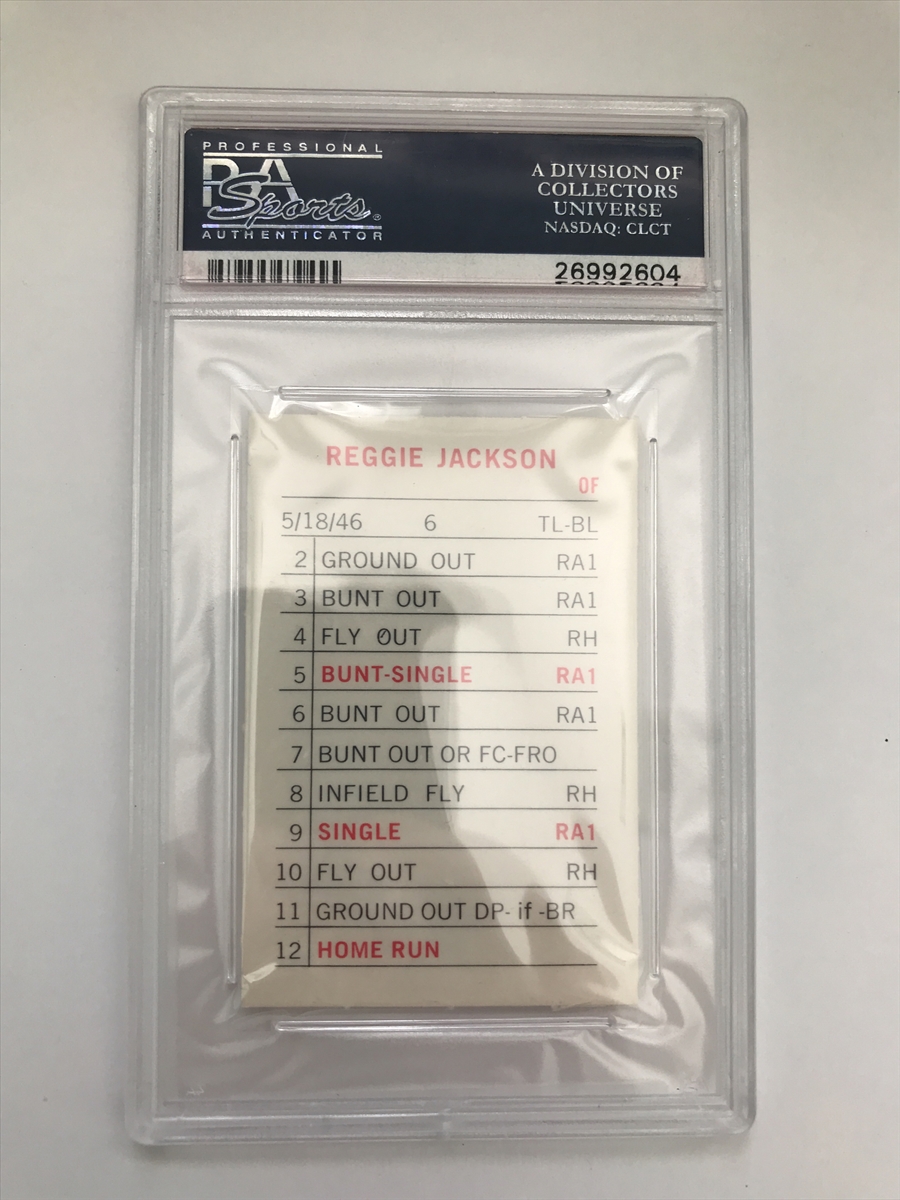 PROFESSIONAL
PSA
Sports®
AUTHENTICATOR
A DIVISION OF
COLLECTORS
UNIVERSE
NASDAQ: CLCT
26992604
REGGIE JACKSON
OF
5/18/46 6 TL-BL
2 GROUND OUT RA1
3 BUNT OUT RA1
4 FLY OUT RH
5 BUNT-SINGLE RA1
6 BUNT OUT RA1
7 BUNT OUT OR FC-FRO
8 INFIELD FLY RH
9 SINGLE RA1
10 FLY OUT RH
11 GROUND OUT DP- if -BR
12 HOME RUN